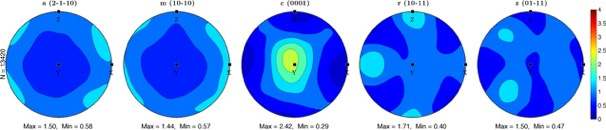 a (2-1-10) m (10-10) c (0001) r (10-11) z (01-11)
N = 13420
Z Z Z Z Z
Y X Y X Y X Y X Y X
4
3.5
3
2.5
2
1.5
1
0.5
0
Max = 1.50, Min = 0.58 Max = 1.44, Min = 0.57 Max = 2.42, Min = 0.29 Max = 1.71, Min = 0.40 Max = 1.50, Min = 0.47